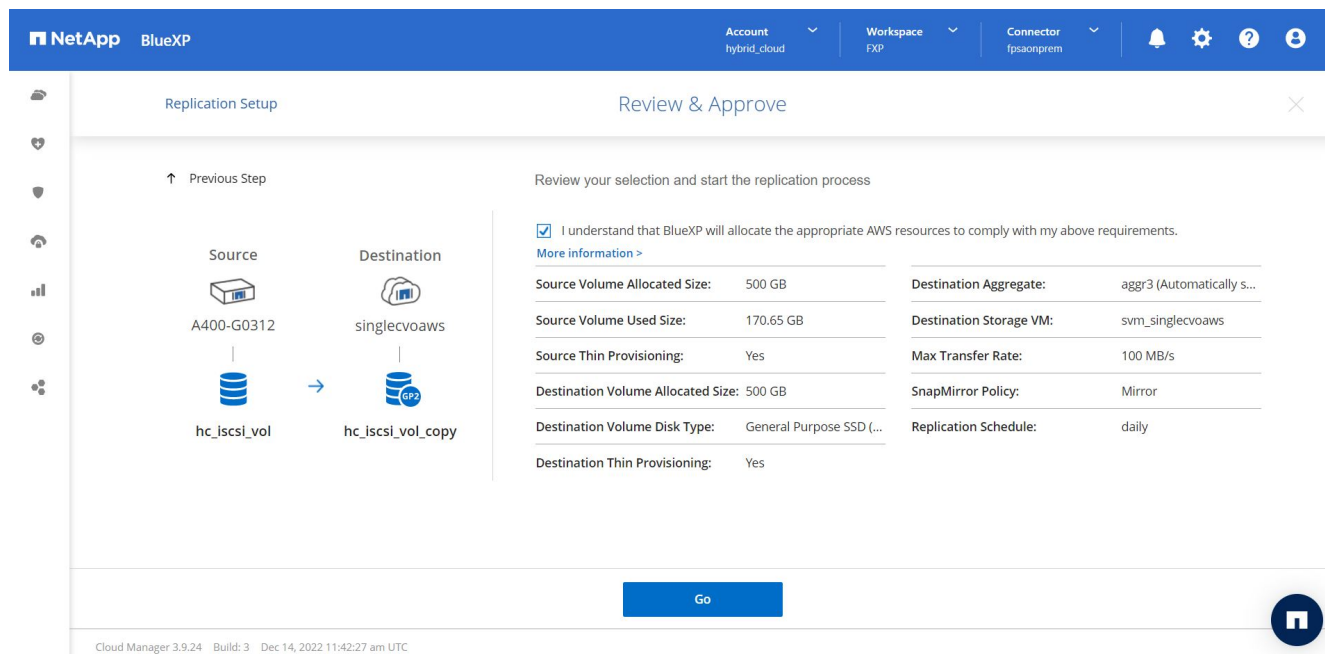 NetApp BlueXP
Account
hybrid_cloud
Workspace
FXP
Connector
fpsaonprem
Replication Setup
Review & Approve
Previous Step
Source
Destination
A400-G0312
singlecvoaws
GP2
hc_iscsi_vol
hc_iscsi_vol_copy
Review your selection and start the replication process
I understand that BlueXP will allocate the appropriate AWS resources to comply with my above requirements.
More information >
Source Volume Allocated Size: 500 GB
Source Volume Used Size: 170.65 GB
Source Thin Provisioning: Yes
Destination Volume Allocated Size: 500 GB
Destination Volume Disk Type: General Purpose SSD (...
Destination Thin Provisioning: Yes
Destination Aggregate: aggr3 (Automatically s...
Destination Storage VM: svm_singlecvoaws
Max Transfer Rate: 100 MB/s
SnapMirror Policy: Mirror
Replication Schedule: daily
Go
Cloud Manager 3.9.24 Build: 3 Dec 14, 2022 11:42:27 am UTC